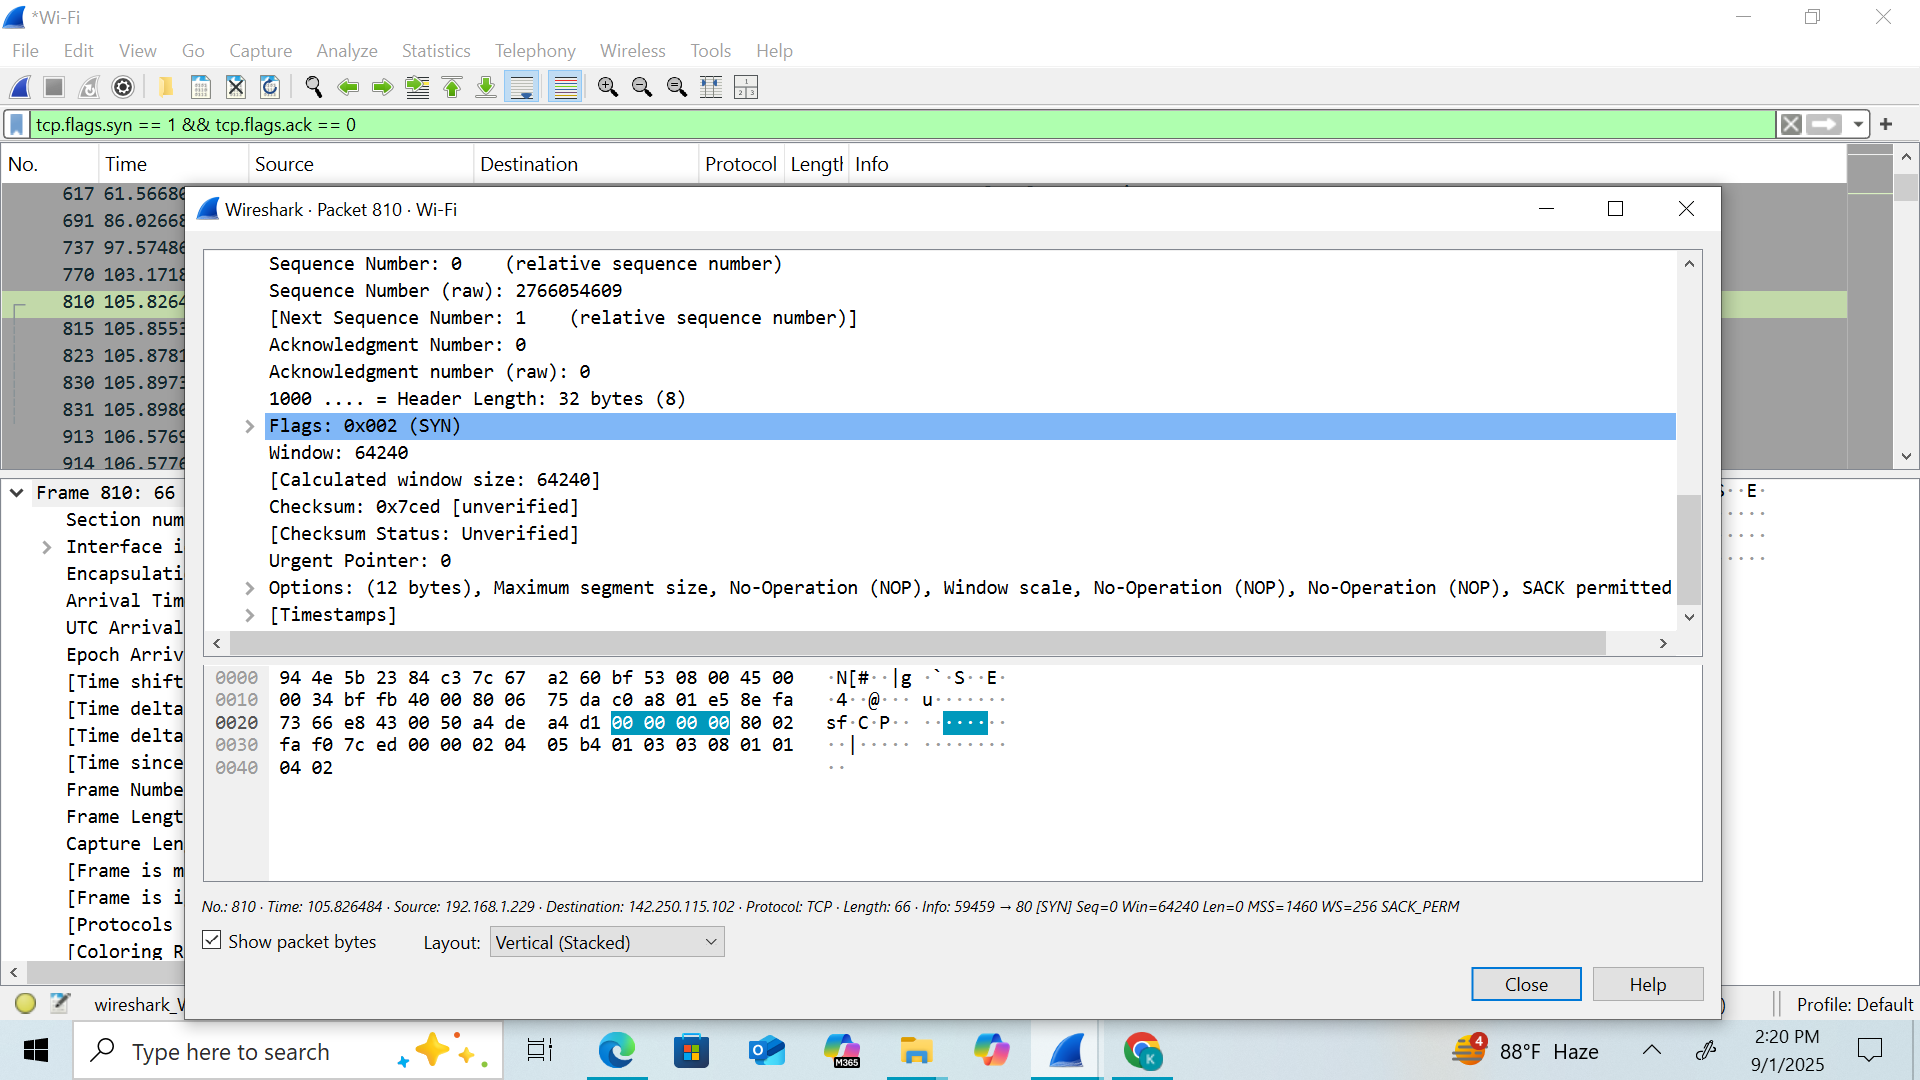 *Wi-Fi
File Edit View Go Capture Analyze Statistics Telephony Wireless Tools Help
tcp.flags.syn == 1 && tcp.flags.ack == 0
No. Time Source Destination Protocol Length Info
617 61.56680
691 86.02668
737 97.57486
770 103.1718
810 105.8264
815 105.8553
823 105.8781
830 105.8973
831 105.8980
913 106.5769
914 106.5776
Wireshark · Packet 810 · Wi-Fi
Sequence Number: 0    (relative sequence number)
Sequence Number (raw): 2766054609
[Next Sequence Number: 1    (relative sequence number)]
Acknowledgment Number: 0
Acknowledgment number (raw): 0
1000 .... = Header Length: 32 bytes (8)
Flags: 0x002 (SYN)
Window: 64240
[Calculated window size: 64240]
Checksum: 0x7ced [unverified]
[Checksum Status: Unverified]
Urgent Pointer: 0
Options: (12 bytes), Maximum segment size, No-Operation (NOP), Window scale, No-Operation (NOP), No-Operation (NOP), SACK permitted
[Timestamps]
0000 94 4e 5b 23 84 c3 7c 67 a2 60 bf 53 08 00 45 00 ·N[#··|g ·`·S··E·
0010 00 34 bf fb 40 00 80 06 75 da c0 a8 01 e5 8e fa ·4··@··· u·······
0020 73 66 e8 43 00 50 a4 de a4 d1 00 00 00 00 80 02 sf·C·P·· ········
0030 fa f0 7c ed 00 00 02 04 05 b4 01 03 03 08 01 01 ··|····· ········
0040 04 02 ··
No.: 810 · Time: 105.826484 · Source: 192.168.1.229 · Destination: 142.250.115.102 · Protocol: TCP · Length: 66 · Info: 59459 → 80 [SYN] Seq=0 Win=64240 Len=0 MSS=1460 WS=256 SACK_PERM
Show packet bytes Layout: Vertical (Stacked)
Close Help
Frame 810: 66
Section num
Interface i
Encapsulati
Arrival Tim
UTC Arrival
Epoch Arriv
[Time shift
[Time delta
[Time delta
[Time since
Frame Numbe
Frame Lengt
Capture Len
[Frame is m
[Frame is i
[Protocols
[Coloring R
S··E·
wireshark_W
Profile: Default
Type here to search
M365
K
4
88°F Haze
2:20 PM
9/1/2025